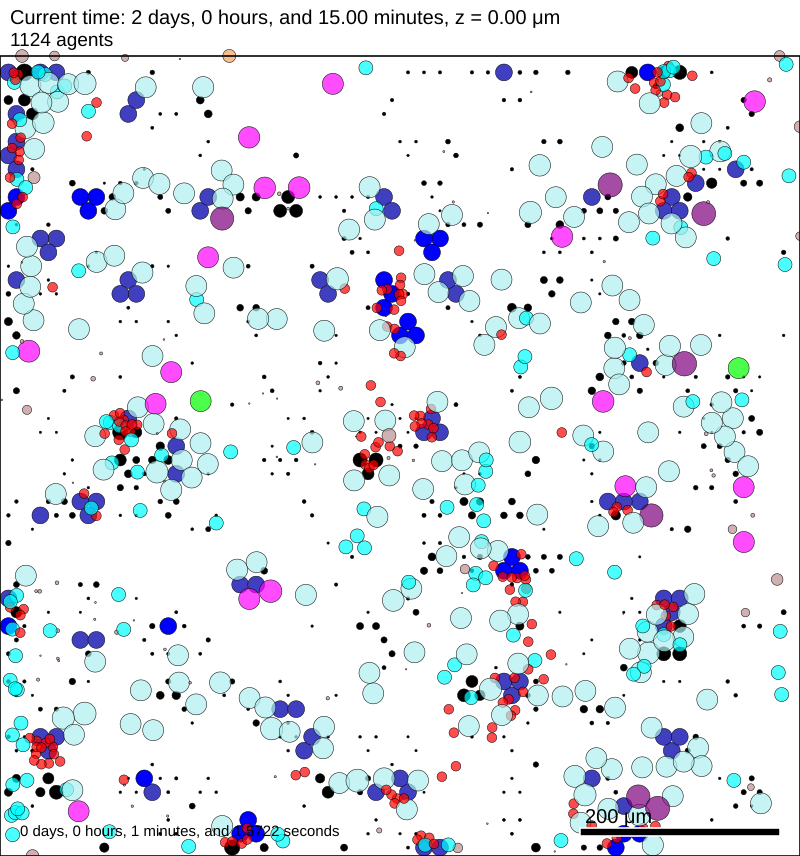 Current time: 2 days, 0 hours, and 15.00 minutes, z = 0.00 μm
1124 agents
200 μm
0 days, 0 hours, 1 minutes, and 5722 seconds